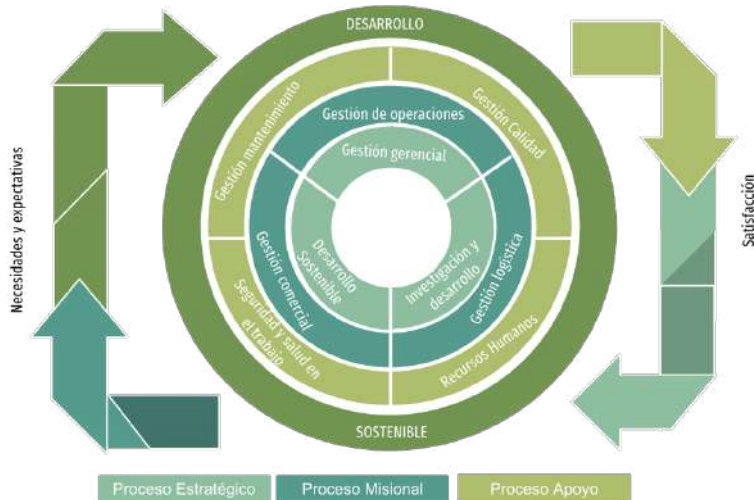 DESARROLLO
Gestión mantenimiento
Gestión Calidad
Gestión de operaciones
Gestión gerencial
Necesidades y expectativas
Satisfacción
Desarrollo
Sostenible
Investigación y
desarrollo
Gestión comercial
Gestión logística
Seguridad y salud en
el trabajo
Recursos Humanos
SOSTENIBLE
Proceso Estratégico
Proceso Misional
Proceso Apoyo